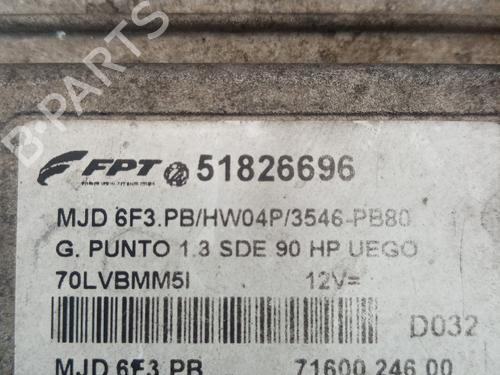 B-PARTS
FPT 51826696
MJD 6F3.PB/HW04P/3546-PB80
G. PUNTO 1.3 SDE 90 HP UEGO
70LVBMM5I 12V=
D032
MJD 6F3.PB 71600.246.00